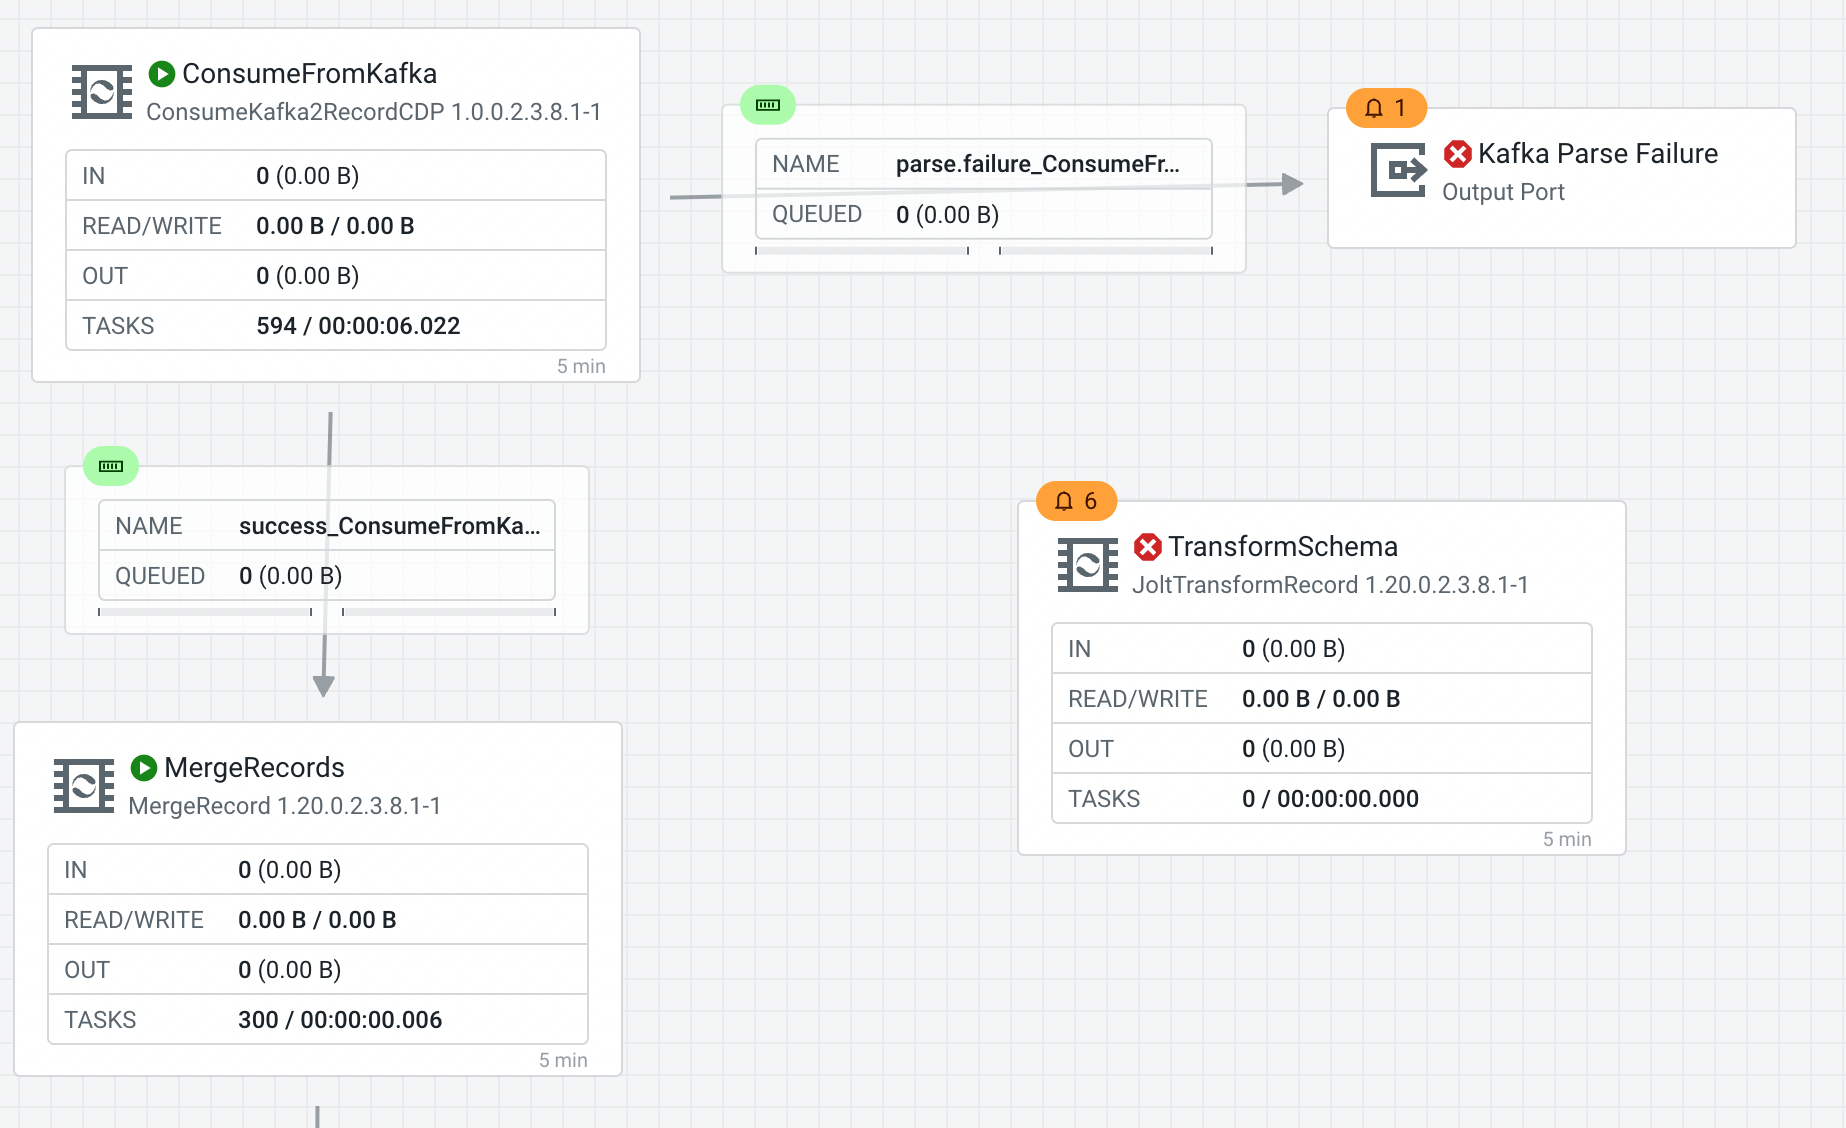 ConsumeFromKafka
ConsumeKafka2RecordCDP 1.0.0.2.3.8.1-1
IN 0 (0.00 B)
READ/WRITE 0.00 B / 0.00 B
OUT 0 (0.00 B)
TASKS 594 / 00:00:06.022
5 min
NAME parse.failure_ConsumeFr...
QUEUED 0 (0.00 B)
1
Kafka Parse Failure
Output Port
NAME success_ConsumeFromKa...
QUEUED 0 (0.00 B)
6
TransformSchema
JoltTransformRecord 1.20.0.2.3.8.1-1
IN 0 (0.00 B)
READ/WRITE 0.00 B / 0.00 B
OUT 0 (0.00 B)
TASKS 0 / 00:00:00.000
5 min
MergeRecords
MergeRecord 1.20.0.2.3.8.1-1
IN 0 (0.00 B)
READ/WRITE 0.00 B / 0.00 B
OUT 0 (0.00 B)
TASKS 300 / 00:00:00.006
5 min